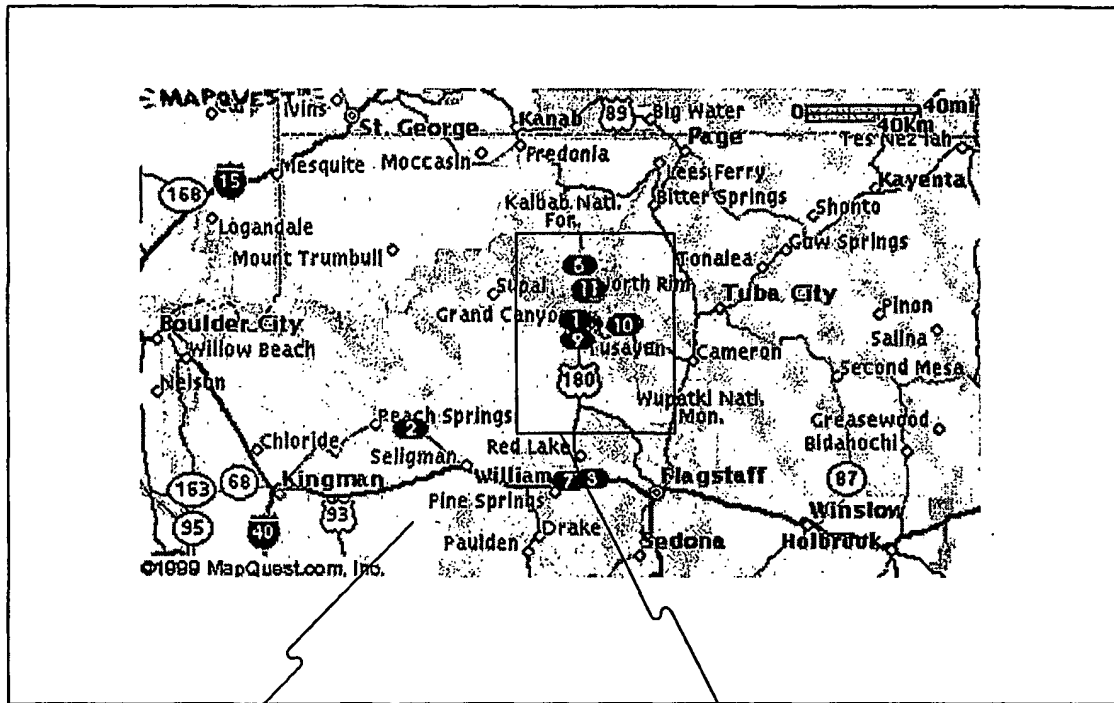 MAPQUEST
Ivins
89
Big Water
0 40mi
40km
St. George
Kanab
Page
Tes Nez Iah
Moccasin
Fredonia
Mesquite
15
168
Lees Ferry
Kayenta
Kaibab Natl.
For.
Bitter Springs
Shonto
Logandale
Mount Trumbull
Cow Springs
6
Tonalea
Supai
11
North Rim
Tuba City
Grand Canyo
1
10
Pinon
Boulder City
9
Tusayan
Salina
Willow Beach
Cameron
Second Mesa
Nelson
180
Wupatki Natl.
Mon.
Peach Springs
2
Greasewood
Chloride
Red Lake
Bidahochi
Seligman
William
7
3
Flagstaff
87
163
68
Kingman
Pine Springs
93
Winslow
95
40
Drake
Paulden
Sedona
Holbrook
©1999 MapQuest.com, Inc.